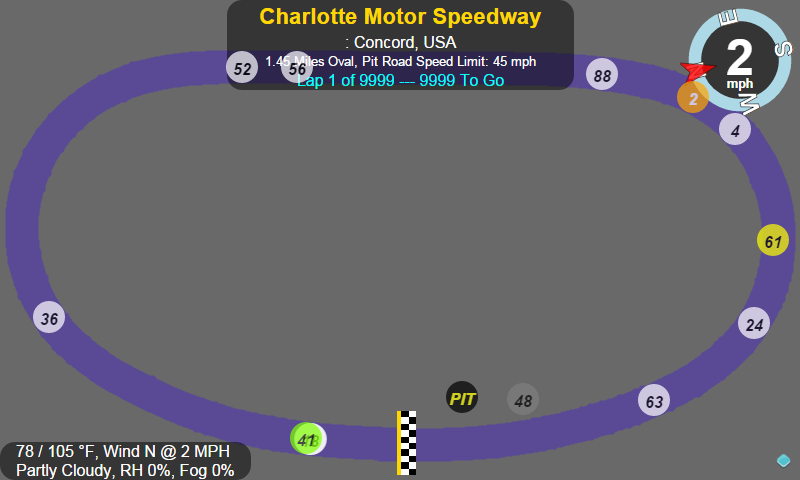 Charlotte Motor Speedway
: Concord, USA
1.45 Miles Oval, Pit Road Speed Limit: 45 mph
Lap 1 of 9999 --- 9999 To Go
E
S
W
2
mph
52
56
88
2
4
61
36
24
63
PIT
48
41
78 / 105 °F, Wind N @ 2 MPH
Partly Cloudy, RH 0%, Fog 0%